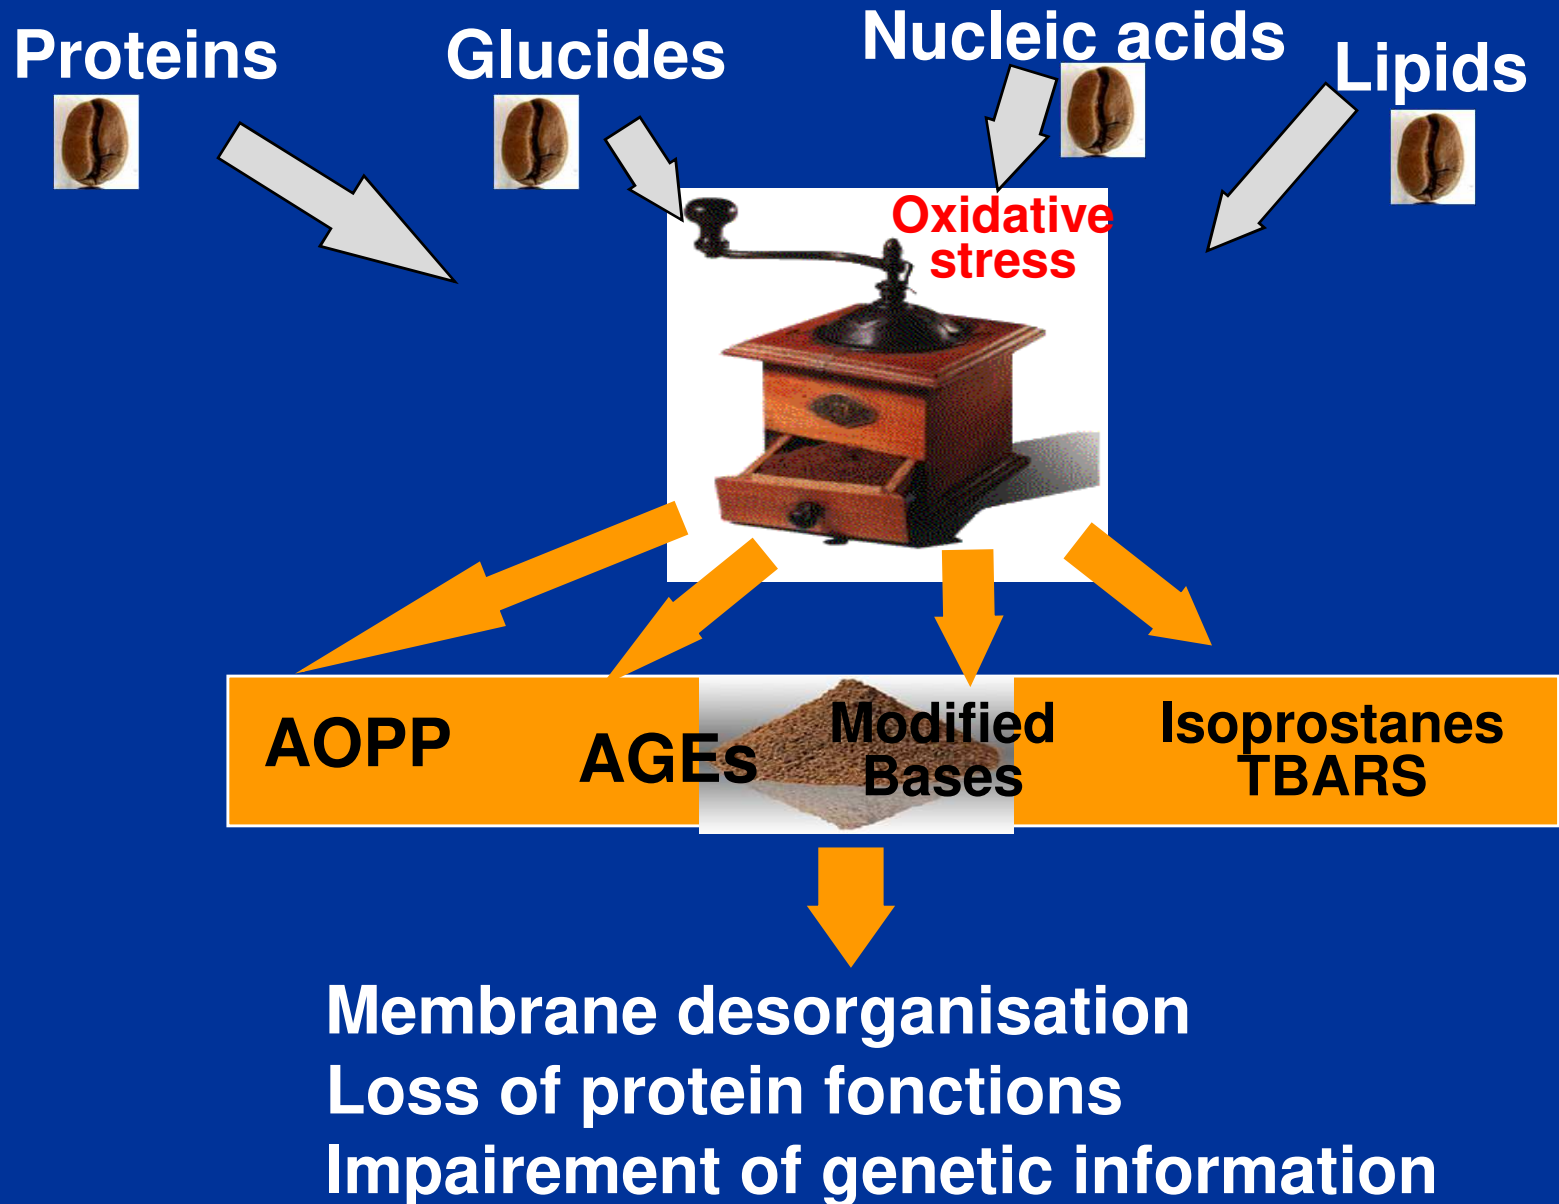 Proteins
Glucides
Nucleic acids
Lipids
Oxidative
stress
AOPP
AGEs
Modified
Bases
Isoprostanes
TBARS
Membrane desorganisation
Loss of protein fonctions
Impairement of genetic information